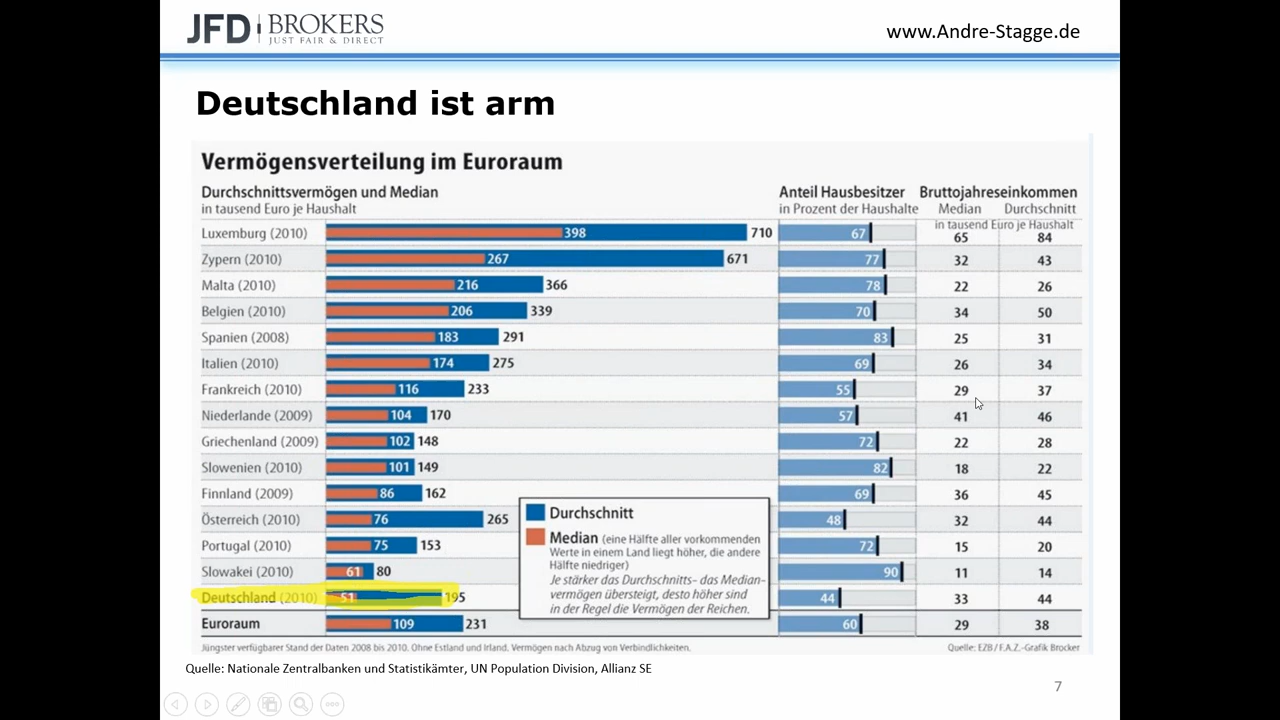 JFD BROKERS
JUST FAIR & DIRECT
www.Andre-Stagge.de
Deutschland ist arm
Vermögensverteilung im Euroraum
Durchschnittsvermögen und Median
in tausend Euro je Haushalt
Anteil Hausbesitzer
in Prozent der Haushalte
Bruttojahreseinkommen
Median Durchschnitt
in tausend Euro je Haushalt
Luxemburg (2010) 398 710 67 65 84
Zypern (2010) 267 671 77 32 43
Malta (2010) 216 366 78 22 26
Belgien (2010) 206 339 70 34 50
Spanien (2008) 183 291 83 25 31
Italien (2010) 174 275 69 26 34
Frankreich (2010) 116 233 55 29 37
Niederlande (2009) 104 170 57 41 46
Griechenland (2009) 102 148 72 22 28
Slowenien (2010) 101 149 82 18 22
Finnland (2009) 86 162 69 36 45
Österreich (2010) 76 265 48 32 44
Portugal (2010) 75 153 72 15 20
Slowakei (2010) 61 80 90 11 14
Deutschland (2010) 51 195 44 33 44
Euroraum 109 231 60 29 38
Durchschnitt
Median (eine Hälfte aller vorkommenden
Werte in einem Land liegt höher, die andere
Hälfte niedriger)
Je stärker das Durchschnitts- das Median-
vermögen übersteigt, desto höher sind
in der Regel die Vermögen der Reichen.
Jüngster verfügbarer Stand der Daten 2008 bis 2010. Ohne Estland und Irland. Vermögen nach Abzug von Verbindlichkeiten.
Quelle: EZB / F.A.Z.-Grafik Brocker
Quelle: Nationale Zentralbanken und Statistikämter, UN Population Division, Allianz SE
7